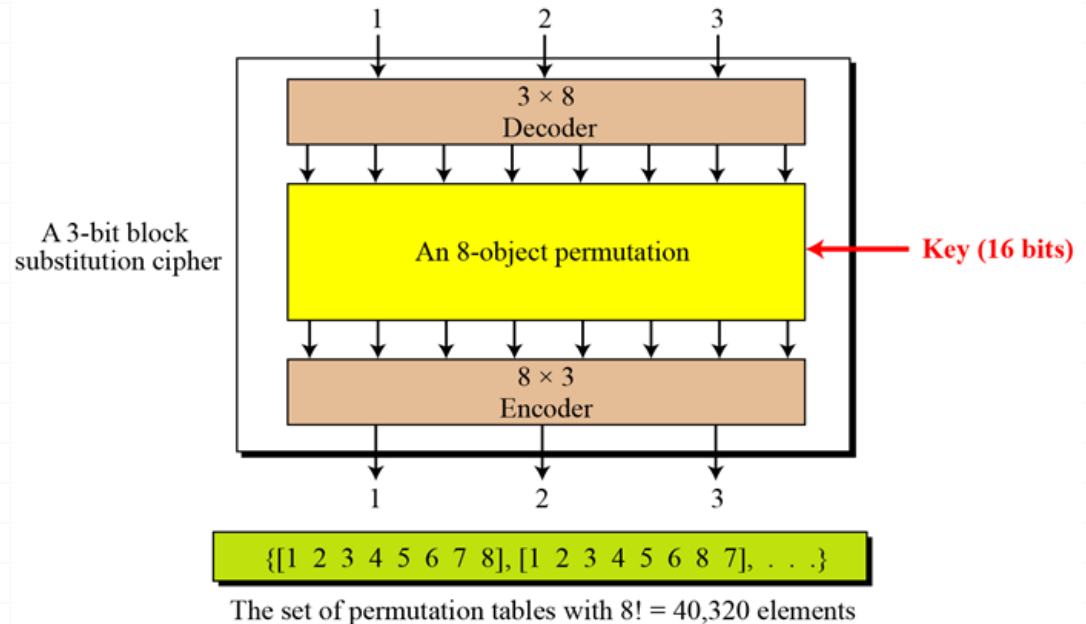 1 2 3
3 × 8
Decoder
A 3-bit block
substitution cipher
An 8-object permutation
Key (16 bits)
8 × 3
Encoder
1 2 3
{[1 2 3 4 5 6 7 8], [1 2 3 4 5 6 8 7], . . .}
The set of permutation tables with 8! = 40,320 elements